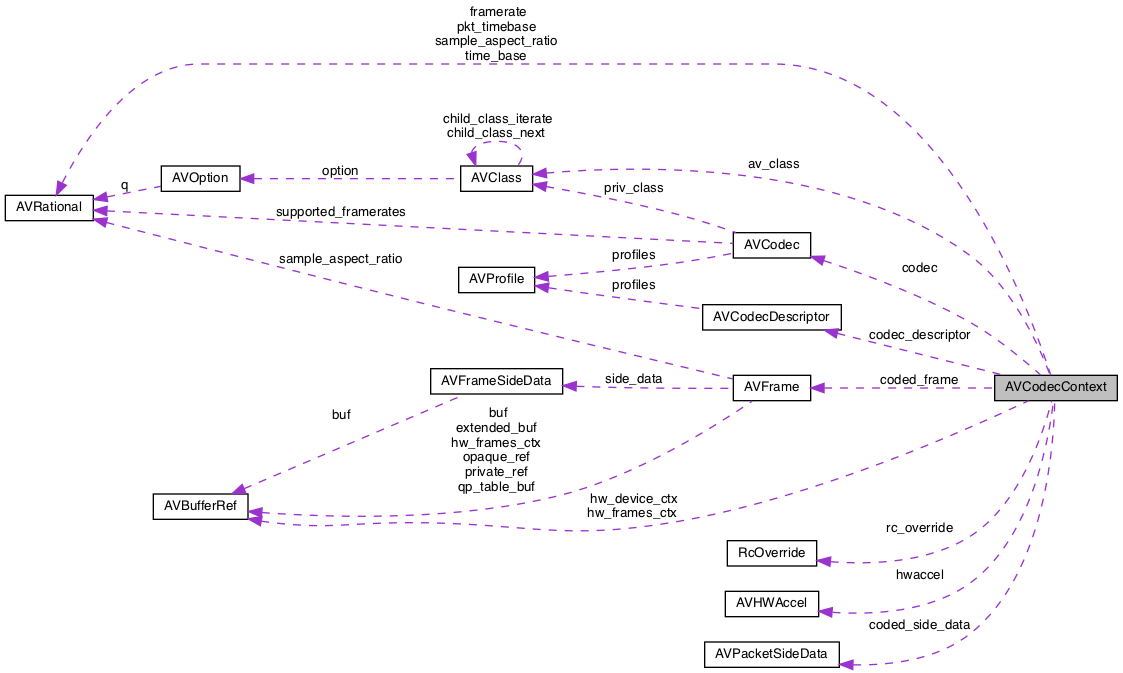 framerate
pkt_timebase
sample_aspect_ratio
time_base
child_class_iterate
child_class_next
av_class
AVOption
option
AVClass
q
priv_class
AVRational
supported_framerates
AVCodec
sample_aspect_ratio
profiles
codec
AVProfile
profiles
AVCodecDescriptor
codec_descriptor
AVFrameSideData
side_data
AVFrame
coded_frame
AVCodecContext
buf
buf
extended_buf
hw_frames_ctx
opaque_ref
private_ref
qp_table_buf
AVBufferRef
hw_device_ctx
hw_frames_ctx
rc_override
RcOverride
hwaccel
AVHWAccel
coded_side_data
AVPacketSideData